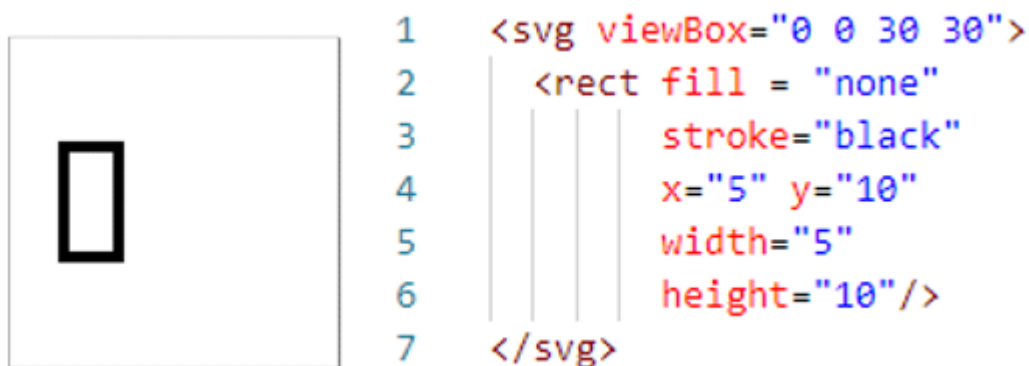 1 <svg viewBox="0 0 30 30">
2 <rect fill = "none"
3 stroke="black"
4 x="5" y="10"
5 width="5"
6 height="10"/>
7 </svg>